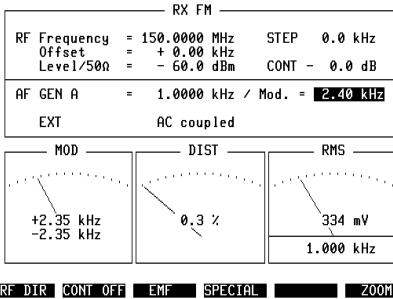 RX FM
RF Frequency = 150.0000 MHz STEP 0.0 kHz
Offset = + 0.00 kHz
Level/50Ω = - 60.0 dBm CONT - 0.0 dB
AF GEN A = 1.0000 kHz / Mod. = 2.40 kHz
EXT AC coupled
MOD DIST RMS
+2.35 kHz 0.3 % 334 mV
-2.35 kHz
1.000 kHz
RF DIR CONT OFF EMF SPECIAL ZOOM